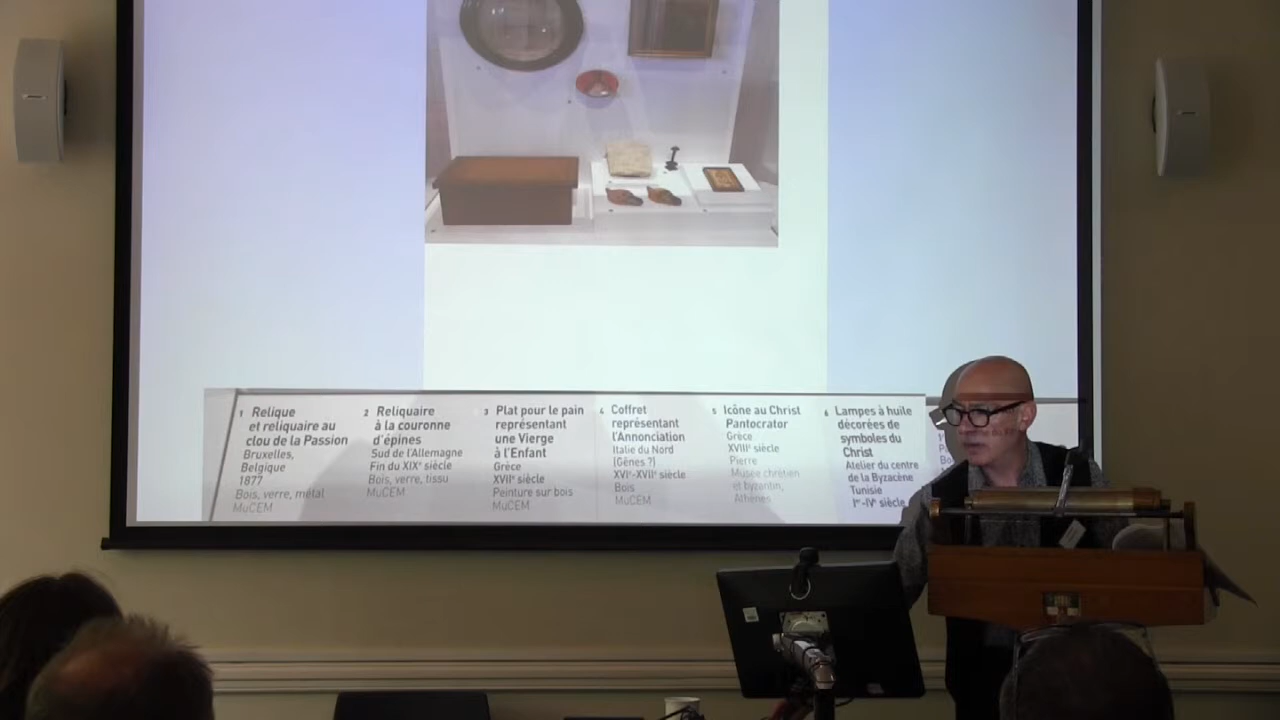 1 Relique
et reliquaire au
clou de la Passion
Bruxelles,
Belgique
1877
Bois, verre, métal
MuCEM
2 Reliquaire
à la couronne
d'épines
Sud de l'Allemagne
Fin du XIXe siècle
Bois, verre, tissu
MuCEM
3 Plat pour le pain
représentant
une Vierge
à l'Enfant
Grèce
XVIIe siècle
Peinture sur bois
MuCEM
4 Coffret
représentant
l'Annonciation
Italie du Nord
(Gênes ?)
XVIe-XVIIe siècle
Bois
MuCEM
5 Icône au Christ
Pantocrator
Grèce
XVIIIe siècle
Pierre
Musée chrétien
et byzantin,
Athènes
6 Lampes à huile
décorées de
symboles du
Christ
Atelier du centre
de la Byzacène
Tunisie
Ier-IVe siècle